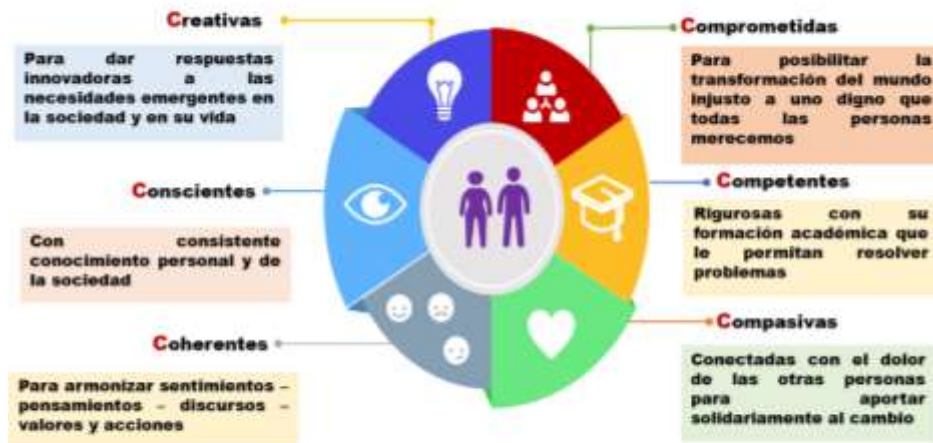 Creativas
Para dar respuestas
innovadoras a las
necesidades emergentes en
la sociedad y en su vida
Comprometidas
Para posibilitar la
transformación del mundo
injusto a uno digno que
todas las personas
merecemos
Conscientes
Con consistente
conocimiento personal y de
la sociedad
Competentes
Rigurosas con su
formación académica que
le permitan resolver
problemas
Coherentes
Para armonizar sentimientos –
pensamientos – discursos –
valores y acciones
Compasivas
Conectadas con el dolor
de las otras personas
para aportar
solidariamente al cambio